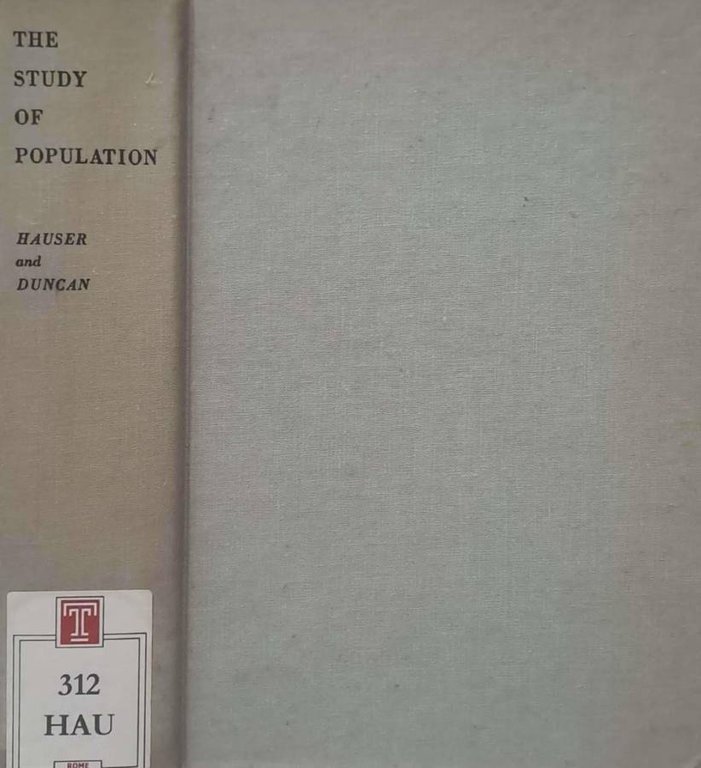 THE
STUDY
OF
POPULATION
HAUSER
and
DUNCAN
T
312
HAU
ROME